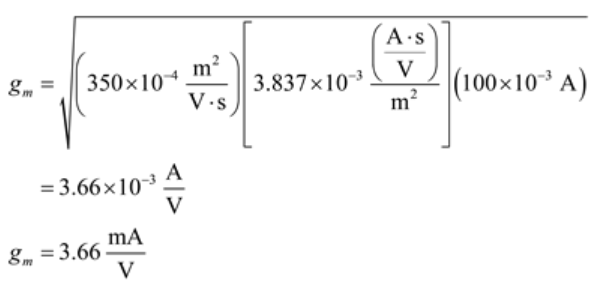 g_m = √((350×10⁻⁴ m²/V·s)[3.837×10⁻³ (A·s/V)/m²](100×10⁻³ A))
= 3.66×10⁻³ A/V
g_m = 3.66 mA/V